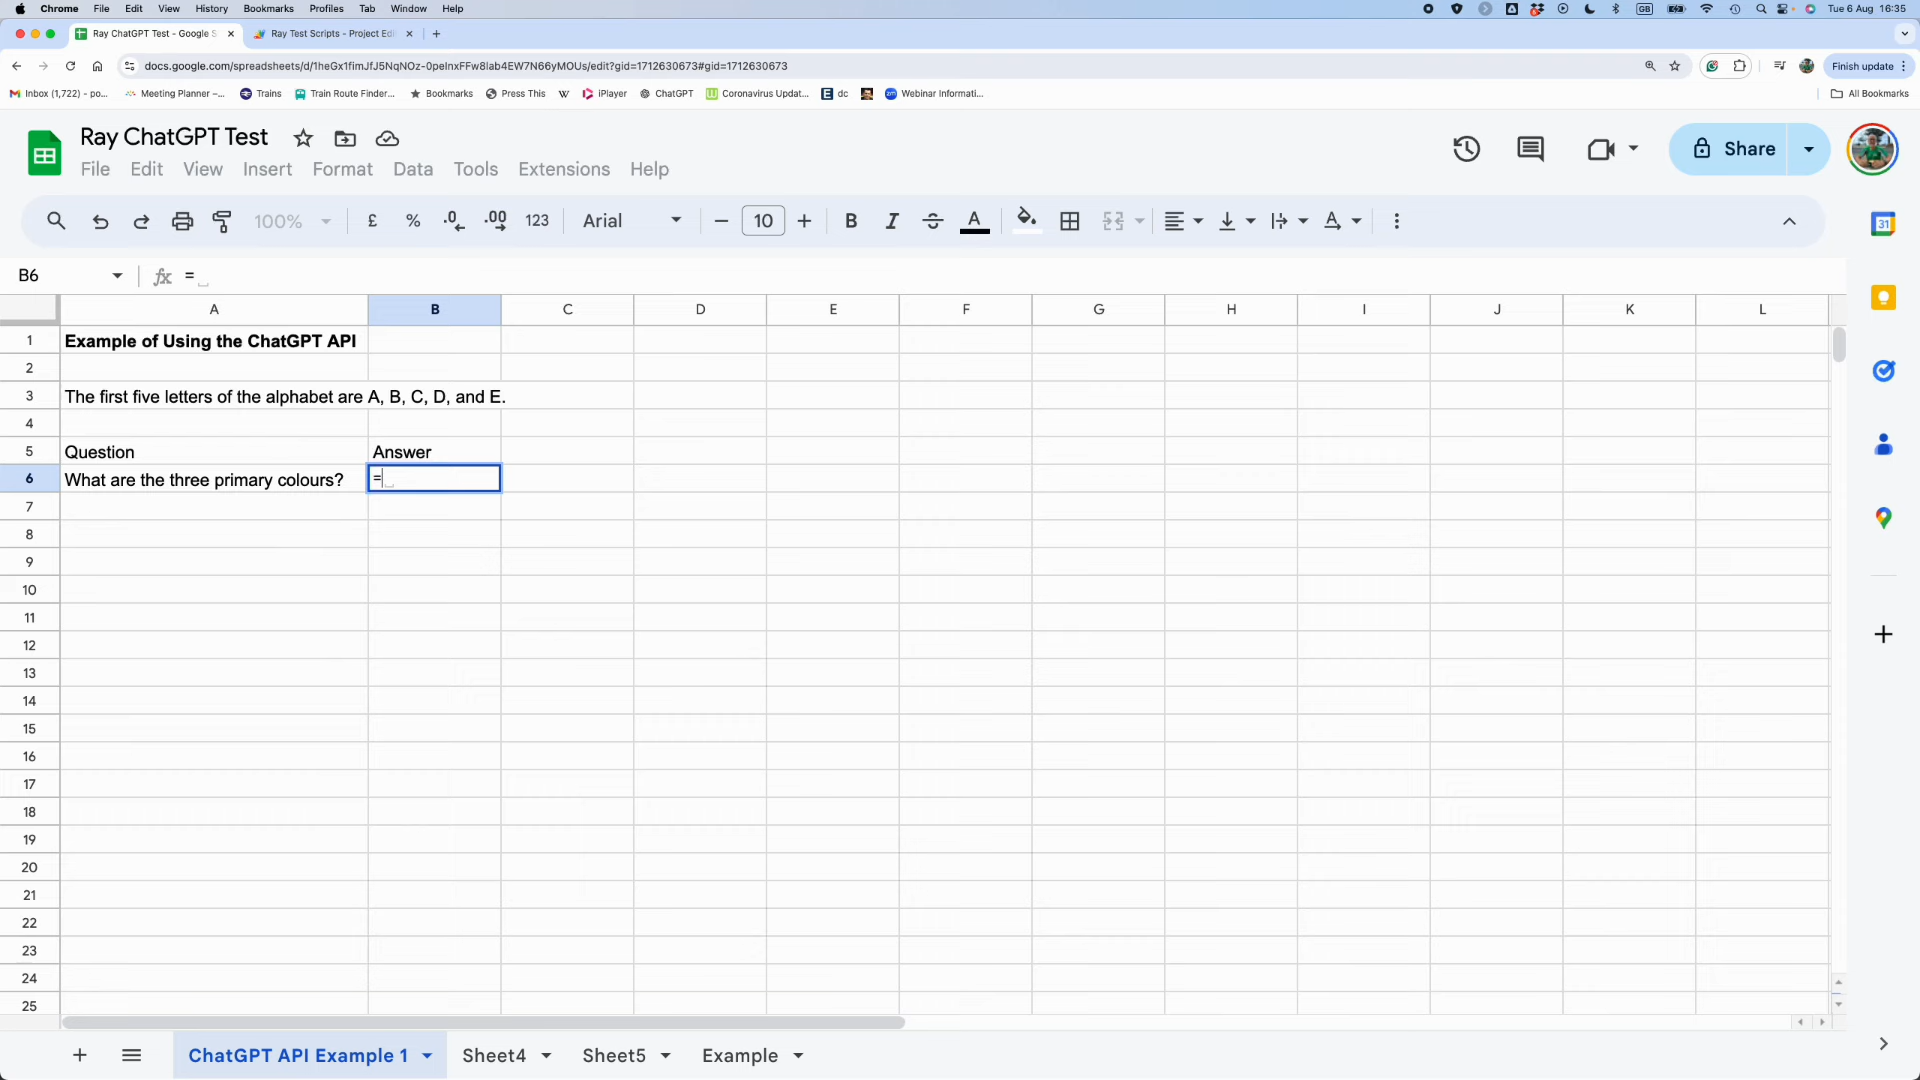 Chrome File Edit View History Bookmarks Profiles Tab Window Help GB Tue 6 Aug 16:35
Ray ChatGPT Test - Google S Ray Test Scripts - Project Edi
docs.google.com/spreadsheets/d/1heGx1fimJfJ5NqNOz-0pelnxFFw8lab4EW7N66yMOUs/edit?gid=1712630673#gid=1712630673 Finish update
Inbox (1,722) - po... Meeting Planner –... Trains Train Route Finder... Bookmarks Press This W iPlayer ChatGPT Coronavirus Updat... dc Webinar Informati... All Bookmarks
Ray ChatGPT Test Share
File Edit View Insert Format Data Tools Extensions Help
100% £ % .0 .00 123 Arial 10 B I A A 31
B6 fx =
A B C D E F G H I J K L
1 Example of Using the ChatGPT API
2
3 The first five letters of the alphabet are A, B, C, D, and E.
4
5 Question Answer
6 What are the three primary colours? =
7
8
9
10
11
12
13
14
15
16
17
18
19
20
21
22
23
24
25
ChatGPT API Example 1 Sheet4 Sheet5 Example